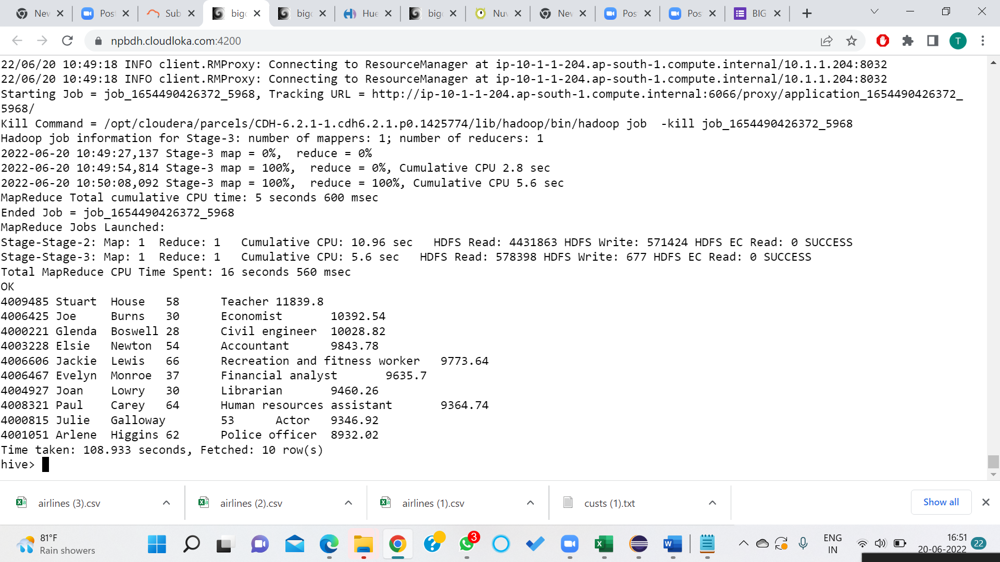 New
Post
Sub
bigc
bigc
Hue
bigc
Nuv
New
Pos
Pos
BIG
npbdh.cloudloka.com:4200
T
22/06/20 10:49:18 INFO client.RMProxy: Connecting to ResourceManager at ip-10-1-1-204.ap-south-1.compute.internal/10.1.1.204:8032
22/06/20 10:49:18 INFO client.RMProxy: Connecting to ResourceManager at ip-10-1-1-204.ap-south-1.compute.internal/10.1.1.204:8032
Starting Job = job_1654490426372_5968, Tracking URL = http://ip-10-1-1-204.ap-south-1.compute.internal:6066/proxy/application_1654490426372_
5968/
Kill Command = /opt/cloudera/parcels/CDH-6.2.1-1.cdh6.2.1.p0.1425774/lib/hadoop/bin/hadoop job  -kill job_1654490426372_5968
Hadoop job information for Stage-3: number of mappers: 1; number of reducers: 1
2022-06-20 10:49:27,137 Stage-3 map = 0%,  reduce = 0%
2022-06-20 10:49:54,814 Stage-3 map = 100%,  reduce = 0%, Cumulative CPU 2.8 sec
2022-06-20 10:50:08,092 Stage-3 map = 100%,  reduce = 100%, Cumulative CPU 5.6 sec
MapReduce Total cumulative CPU time: 5 seconds 600 msec
Ended Job = job_1654490426372_5968
MapReduce Jobs Launched:
Stage-Stage-2: Map: 1  Reduce: 1   Cumulative CPU: 10.96 sec   HDFS Read: 4431863 HDFS Write: 571424 HDFS EC Read: 0 SUCCESS
Stage-Stage-3: Map: 1  Reduce: 1   Cumulative CPU: 5.6 sec   HDFS Read: 578398 HDFS Write: 677 HDFS EC Read: 0 SUCCESS
Total MapReduce CPU Time Spent: 16 seconds 560 msec
OK
4009485 Stuart  House   58      Teacher 11839.8
4006425 Joe     Burns   30      Economist       10392.54
4000221 Glenda  Boswell 28      Civil engineer  10028.82
4003228 Elsie   Newton  54      Accountant      9843.78
4006606 Jackie  Lewis   66      Recreation and fitness worker   9773.64
4006467 Evelyn  Monroe  37      Financial analyst       9635.7
4004927 Joan    Lowry   30      Librarian       9460.26
4008321 Paul    Carey   64      Human resources assistant       9364.74
4000815 Julie   Galloway        53      Actor   9346.92
4001051 Arlene  Higgins 62      Police officer  8932.02
Time taken: 108.933 seconds, Fetched: 10 row(s)
hive>
airlines (3).csv
airlines (2).csv
airlines (1).csv
custs (1).txt
Show all
81°F
Rain showers
3
ENG
IN
16:51
20-06-2022
22